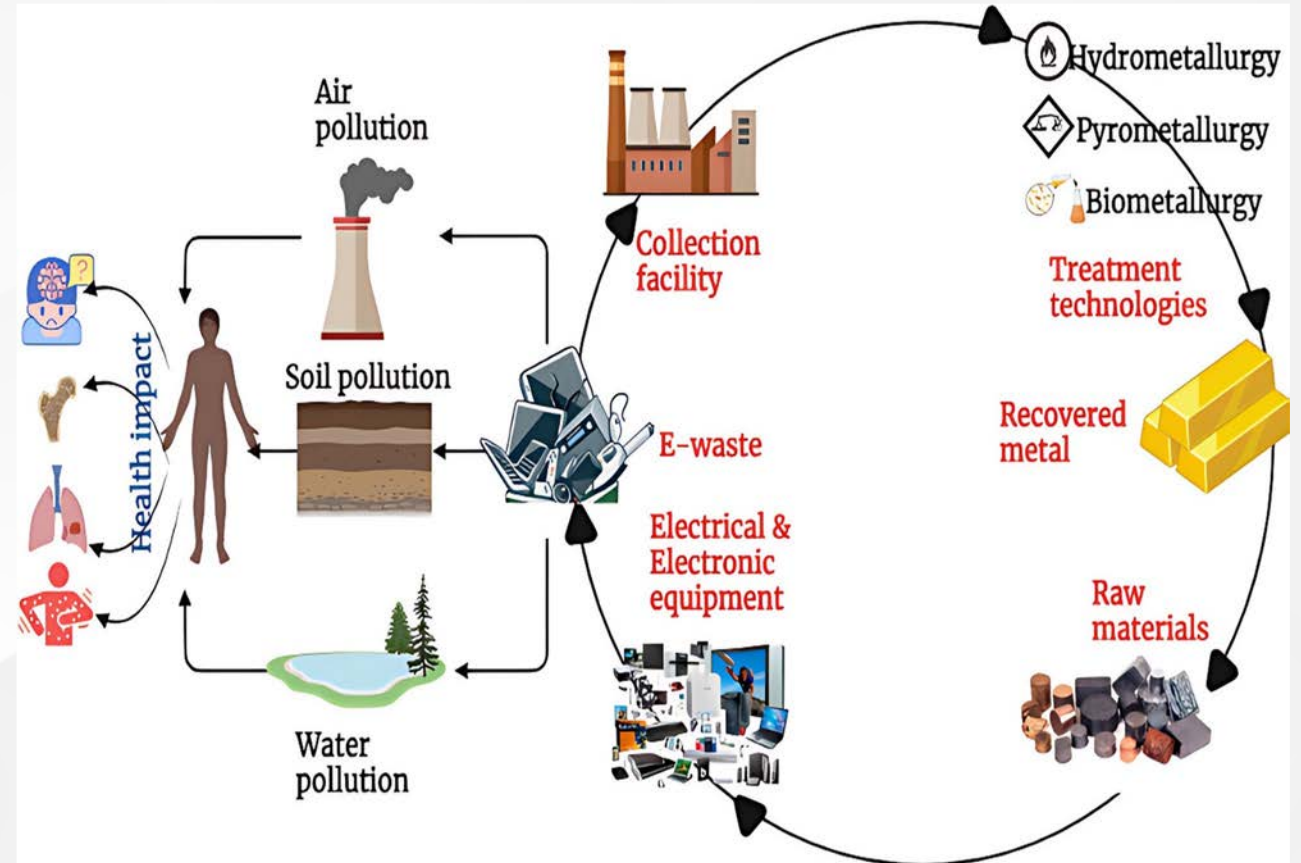 Air
pollution
Soil pollution
Water
pollution
Health impact
?
Collection
facility
E-waste
Electrical &
Electronic
equipment
Hydrometallurgy
Pyrometallurgy
Biometallurgy
Treatment
technologies
Recovered
metal
Raw
materials